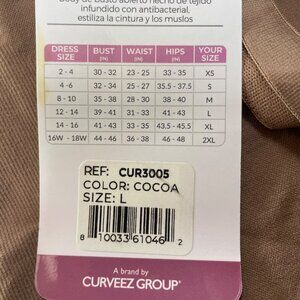 Body de Busto abierto hecho de tejido
infundido con antibacterial.
estiliza la cintura y los muslos
DRESS SIZE BUST (IN) WAIST (IN) HIPS (IN) YOUR SIZE
2 - 4 30 - 32 23 - 25 33 - 35 XS
4 - 6 32 - 34 25 - 27 35.5 - 37.5 S
8 - 10 35 - 38 28 - 30 38 - 40 M
12 - 14 39 - 41 31 - 33 41 - 43 L
14 - 16 41 - 43 33 - 35 43.5 - 45.5 XL
16W - 18W 44 - 46 36 - 38 46 - 48 2XL
REF: CUR3005
COLOR: COCOA
SIZE: L
8 10033 61046 2
A brand by
CURVEEZ GROUP